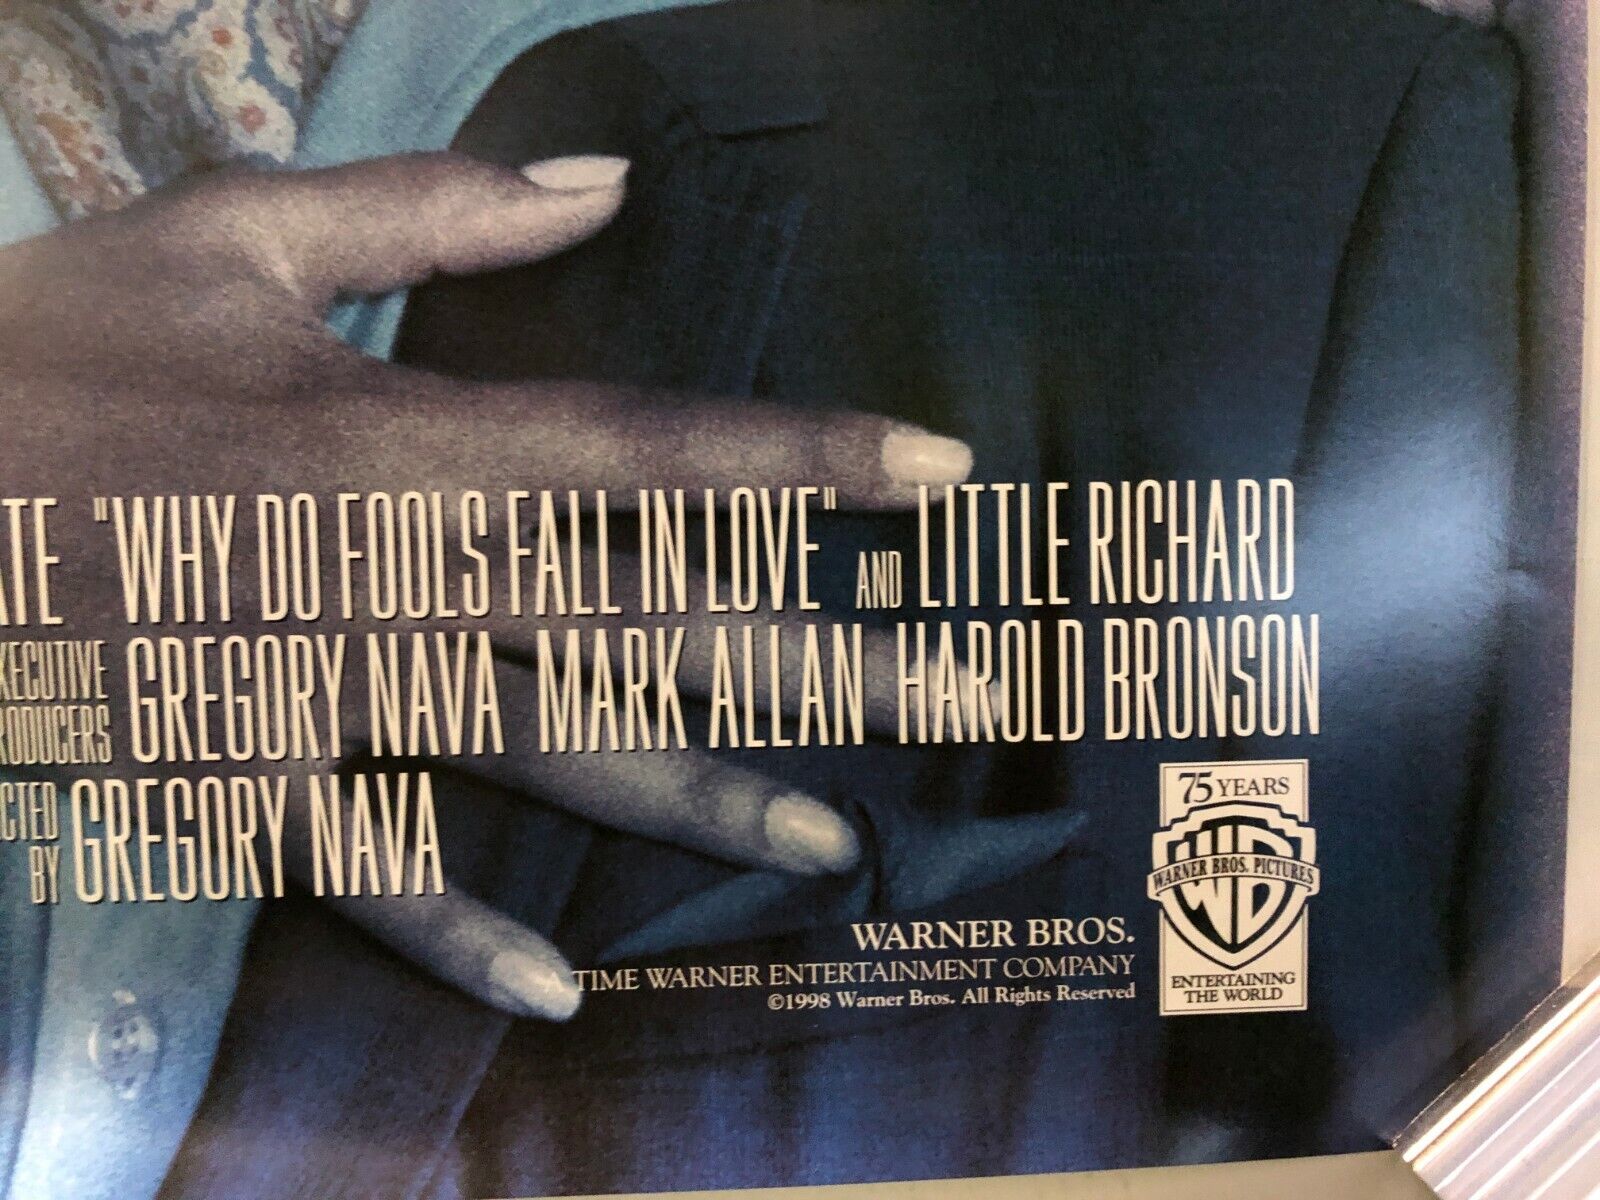 "WHY DO FOOLS FALL IN LOVE" AND LITTLE RICHARD
GREGORY NAVA MARK ALLAN HAROLD BRONSON
BY GREGORY NAVA
75 YEARS
WB
WARNER BROS. PICTURES
ENTERTAINING
THE WORLD
WARNER BROS.
A TIME WARNER ENTERTAINMENT COMPANY
©1998 Warner Bros. All Rights Reserved